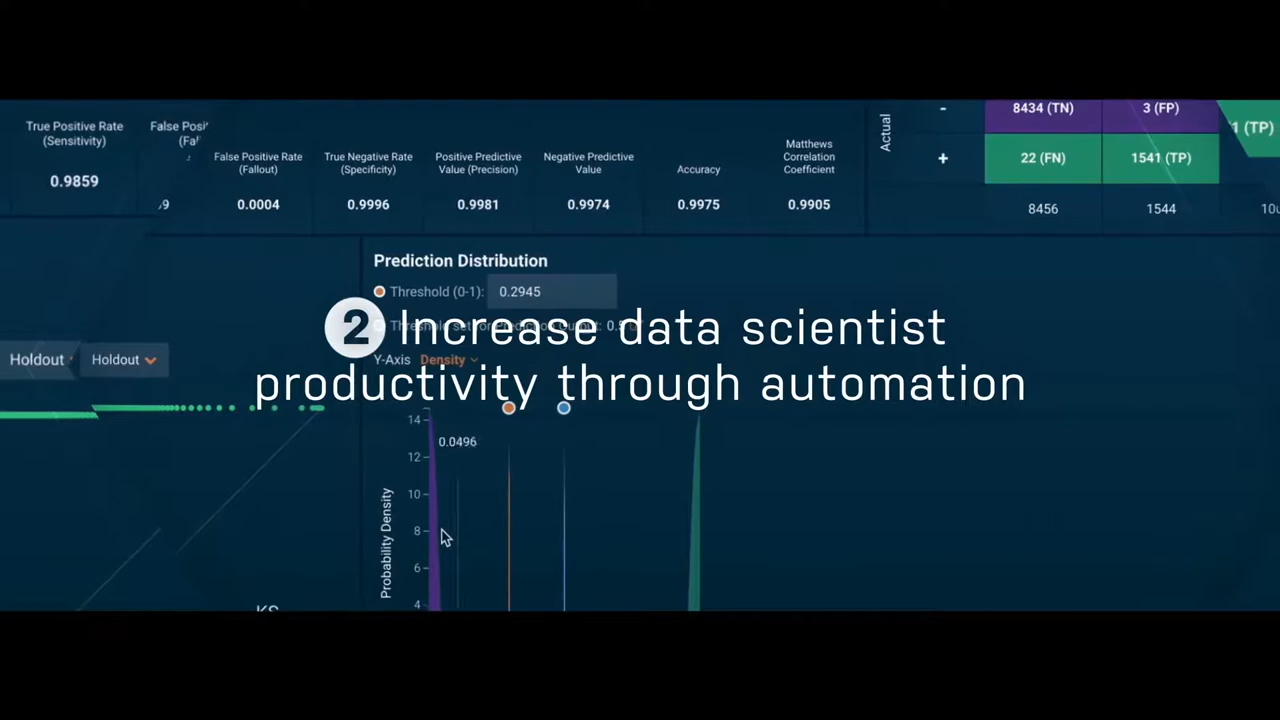 True Positive Rate
(Sensitivity)
0.9859
False Positive Rate
(Fallout)
0.0004
True Negative Rate
(Specificity)
0.9996
Positive Predictive
Value (Precision)
0.9981
Negative Predictive
Value
0.9974
Accuracy
0.9975
Matthews
Correlation
Coefficient
0.9905
Actual
-
8434 (TN)
3 (FP)
+
22 (FN)
1541 (TP)
1 (TP)
8456
1544
Prediction Distribution
Threshold (0-1): 0.2945
2 Increase data scientist
productivity through automation
Holdout
Holdout
Y-Axis Density
14
0.0496
12
10
8
6
4
Probability Density
KS